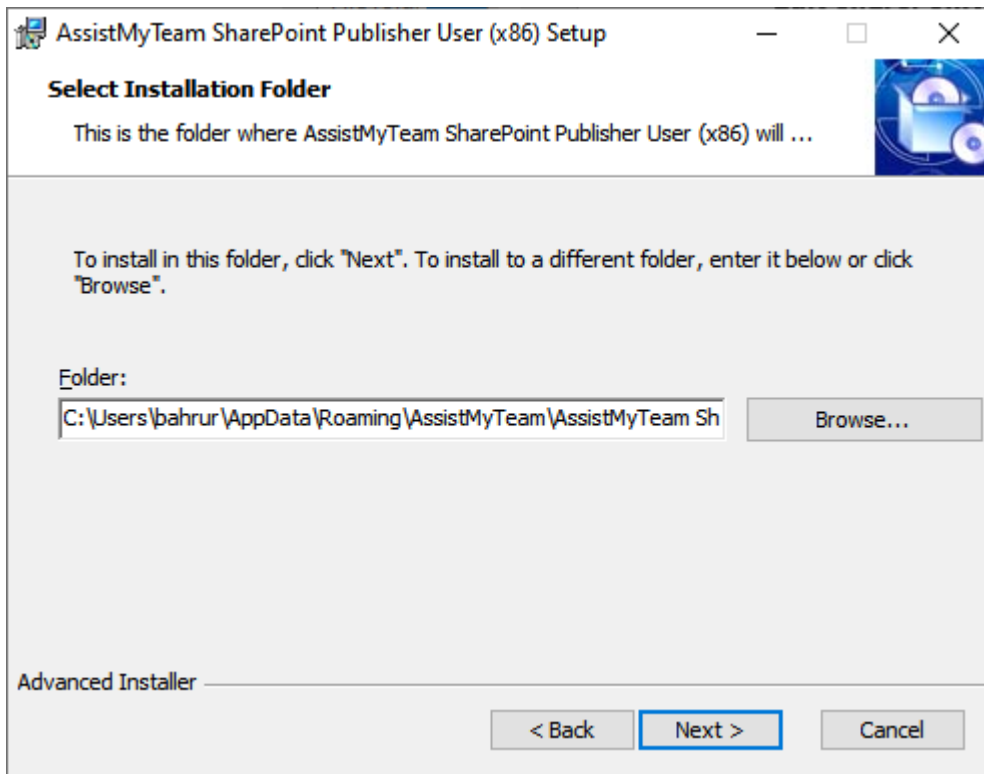 AssistMyTeam SharePoint Publisher User (x86) Setup
Select Installation Folder
This is the folder where AssistMyTeam SharePoint Publisher User (x86) will ...
To install in this folder, click "Next". To install to a different folder, enter it below or click
"Browse".
Folder:
C:\Users\bahrur\AppData\Roaming\AssistMyTeam\AssistMyTeam Sh
Browse...
Advanced Installer
< Back
Next >
Cancel